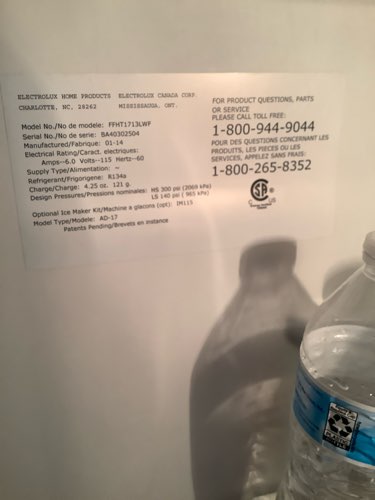 ELECTROLUX HOME PRODUCTS ELECTROLUX CANADA CORP.
CHARLOTTE, NC, 28262 MISSISSAUGA, ONT.
Model No./No de modele: FFHT1713LWF
Serial No./No de serie: BA40302504
Manufactured/Fabrique: 01-14
Electrical Rating/Caract. electriques:
Amps—6.0 Volts—115 Hertz—60
Supply Type/Alimentation: --
Refrigerant/Frigorigene: R134a
Charge/Charge: 4.25 oz. 121 g.
Design Pressures/Pressions nominales: HS 300 psi (2069 kPa)
LS 140 psi ( 965 kPa)
Optional Ice Maker Kit/Machine a glacons (opt): IM115
Model Type/Modele: AD-17
Patents Pending/Brevets en instance
FOR PRODUCT QUESTIONS, PARTS
OR SERVICE
PLEASE CALL TOLL FREE:
1-800-944-9044
POUR DES QUESTIONS CONCERNANT LES
PRODUITS, LES PIECES OU LES
SERVICES, APPELEZ SANS FRAIS:
1-800-265-8352
C US